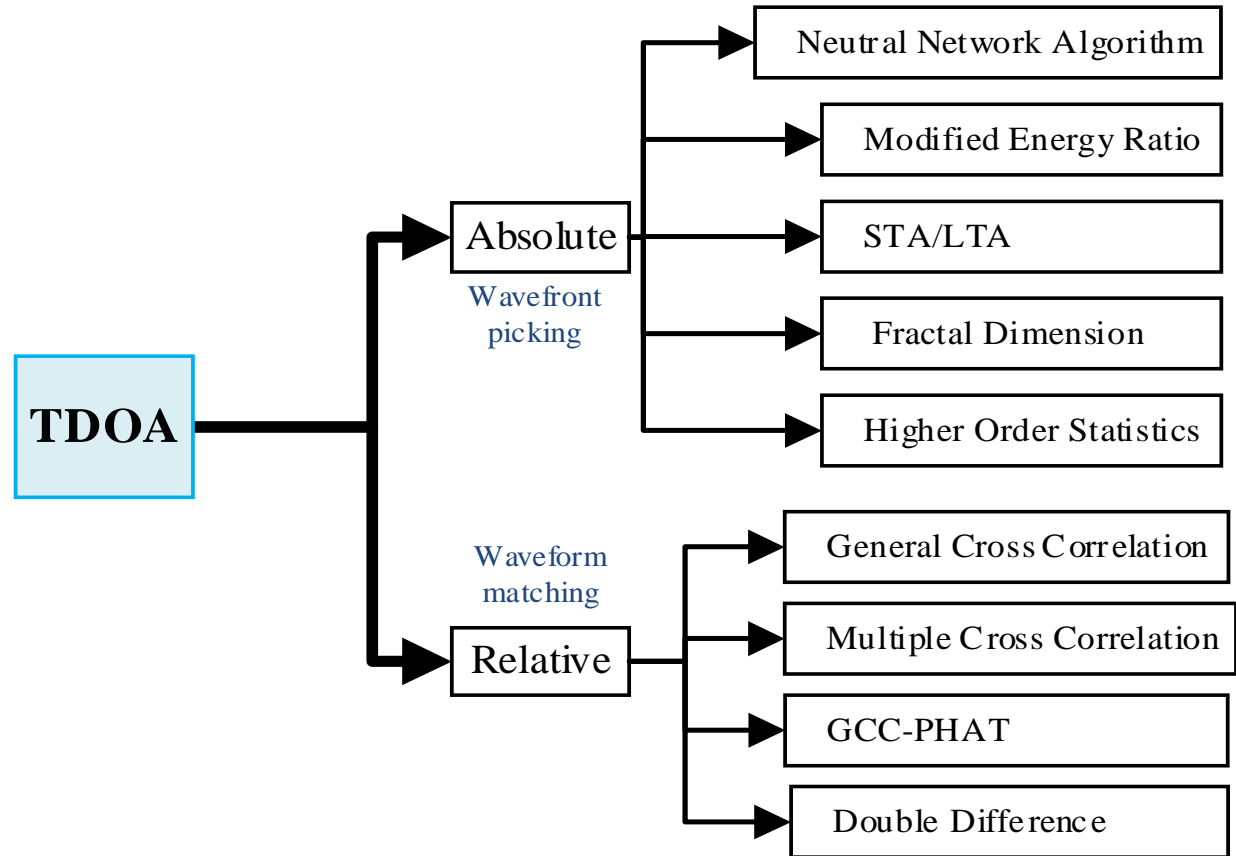 TDOA
Absolute
Wavefront
picking
Neutral Network Algorithm
Modified Energy Ratio
STA/LTA
Fractal Dimension
Higher Order Statistics
Waveform
matching
Relative
General Cross Correlation
Multiple Cross Correlation
GCC-PHAT
Double Difference